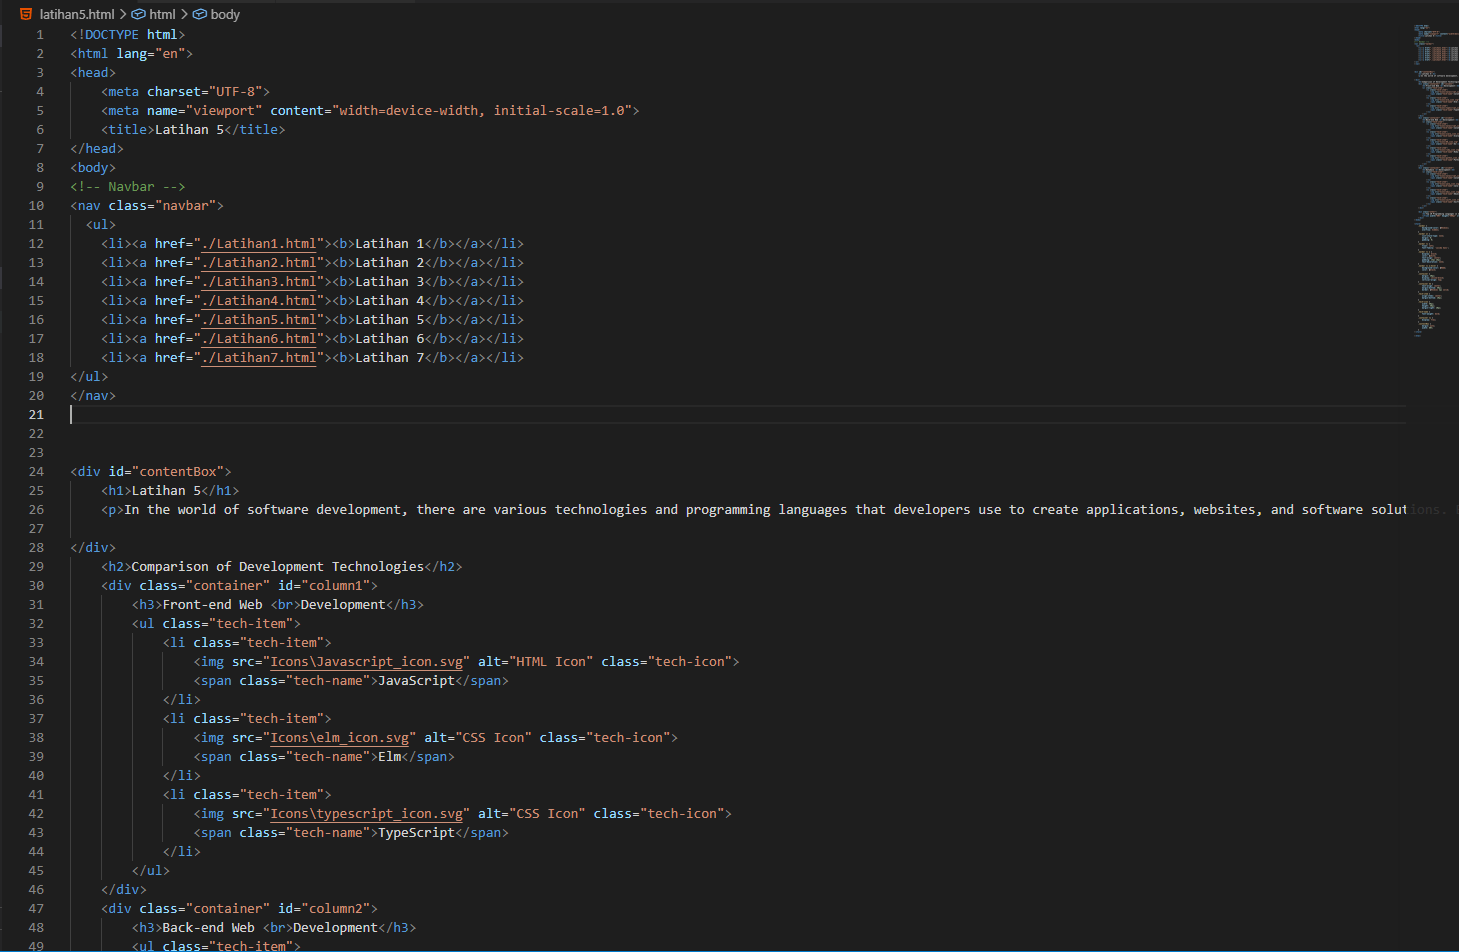 latihan5.html > html > body
1 <!DOCTYPE html>
2 <html lang="en">
3 <head>
4     <meta charset="UTF-8">
5     <meta name="viewport" content="width=device-width, initial-scale=1.0">
6     <title>Latihan 5</title>
7 </head>
8 <body>
9 <!-- Navbar -->
10 <nav class="navbar">
11   <ul>
12     <li><a href="./Latihan1.html"><b>Latihan 1</b></a></li>
13     <li><a href="./Latihan2.html"><b>Latihan 2</b></a></li>
14     <li><a href="./Latihan3.html"><b>Latihan 3</b></a></li>
15     <li><a href="./Latihan4.html"><b>Latihan 4</b></a></li>
16     <li><a href="./Latihan5.html"><b>Latihan 5</b></a></li>
17     <li><a href="./Latihan6.html"><b>Latihan 6</b></a></li>
18     <li><a href="./Latihan7.html"><b>Latihan 7</b></a></li>
19 </ul>
20 </nav>
21
22
23
24 <div id="contentBox">
25     <h1>Latihan 5</h1>
26     <p>In the world of software development, there are various technologies and programming languages that developers use to create applications, websites, and software solutions.
27
28 </div>
29     <h2>Comparison of Development Technologies</h2>
30     <div class="container" id="column1">
31         <h3>Front-end Web <br>Development</h3>
32         <ul class="tech-item">
33             <li class="tech-item">
34                 <img src="Icons\Javascript_icon.svg" alt="HTML Icon" class="tech-icon">
35                 <span class="tech-name">JavaScript</span>
36             </li>
37             <li class="tech-item">
38                 <img src="Icons\elm_icon.svg" alt="CSS Icon" class="tech-icon">
39                 <span class="tech-name">Elm</span>
40             </li>
41             <li class="tech-item">
42                 <img src="Icons\typescript_icon.svg" alt="CSS Icon" class="tech-icon">
43                 <span class="tech-name">TypeScript</span>
44             </li>
45         </ul>
46     </div>
47     <div class="container" id="column2">
48         <h3>Back-end Web <br>Development</h3>
49         <ul class="tech-item">